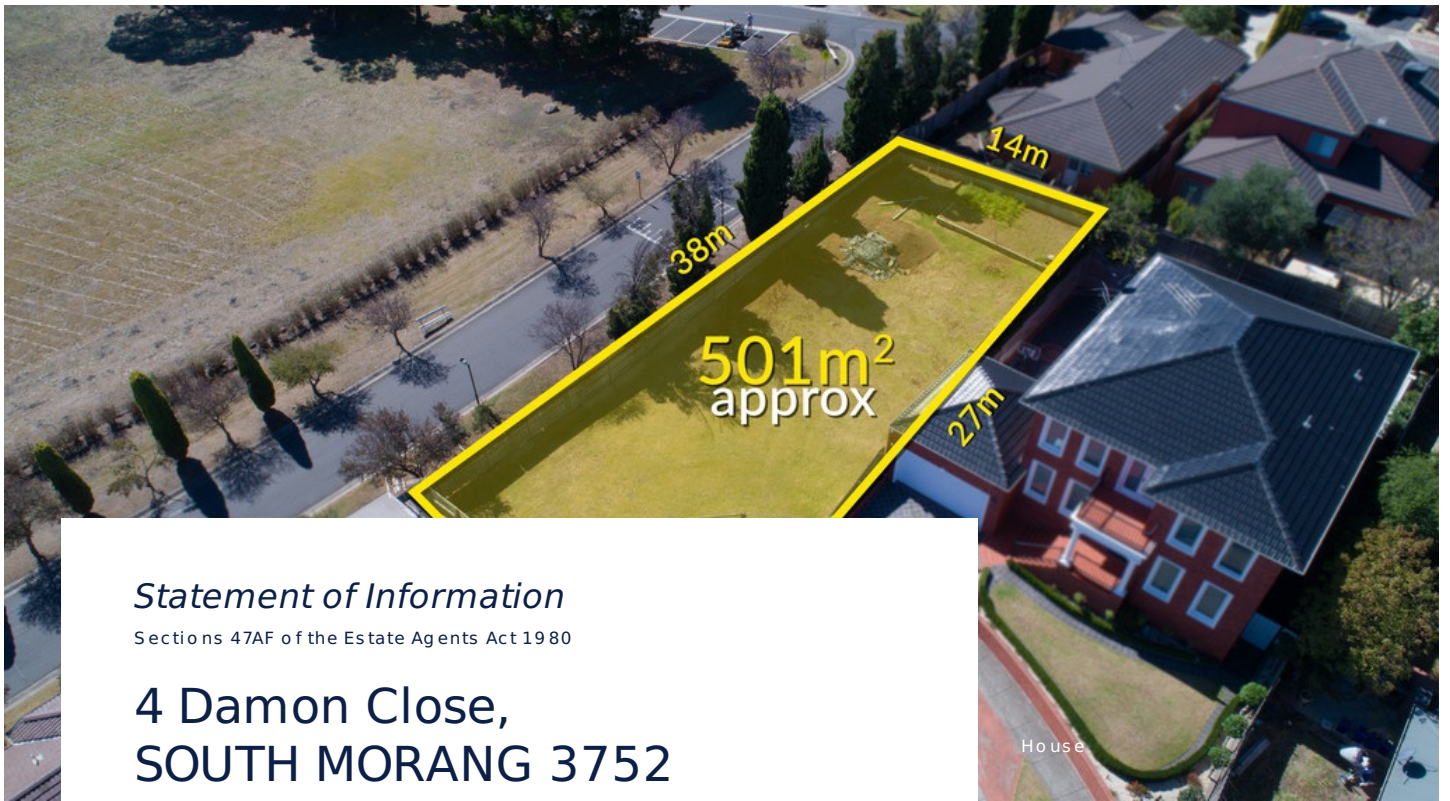 14m
38m
501m²
approx
27m
Statement of Information
Sections 47AF of the Estate Agents Act 1980
4 Damon Close,
SOUTH MORANG 3752
House